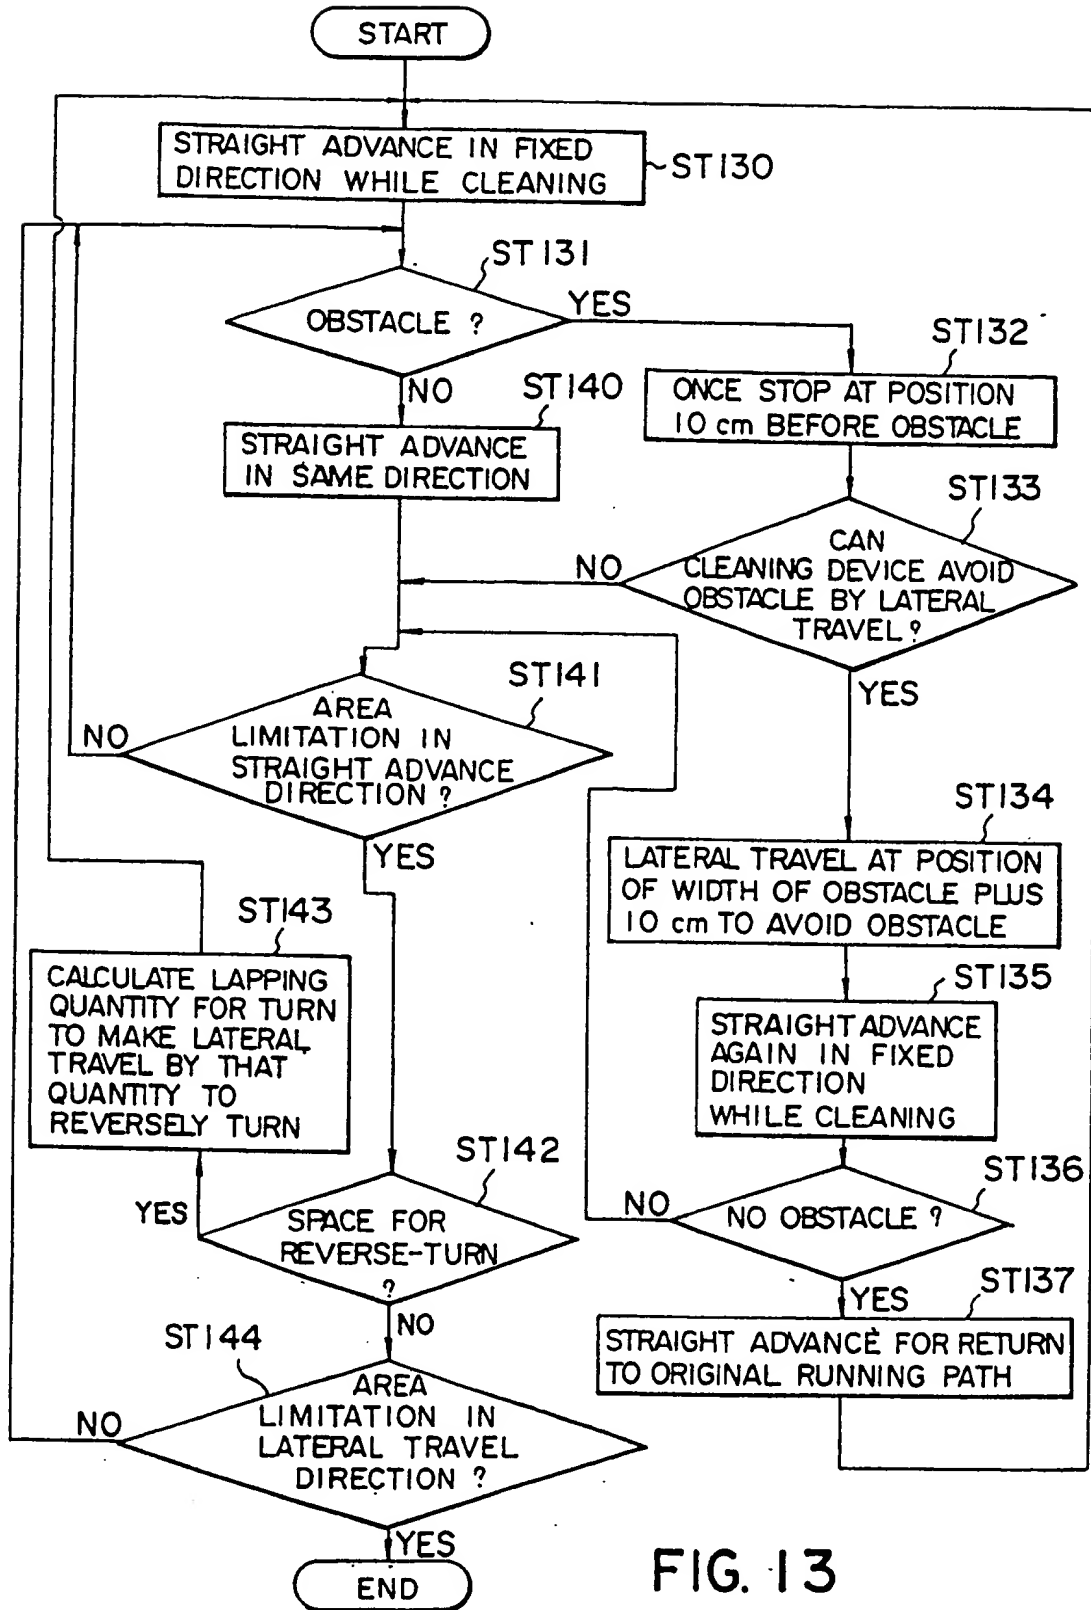 START
STRAIGHT ADVANCE IN FIXED
DIRECTION WHILE CLEANING
ST130
ST131
OBSTACLE ?
YES
NO
ST132
ONCE STOP AT POSITION
10 cm BEFORE OBSTACLE
ST140
STRAIGHT ADVANCE
IN SAME DIRECTION
ST133
CAN
CLEANING DEVICE AVOID
OBSTACLE BY LATERAL
TRAVEL ?
NO
YES
ST141
AREA
LIMITATION IN
STRAIGHT ADVANCE
DIRECTION ?
NO
YES
ST134
LATERAL TRAVEL AT POSITION
OF WIDTH OF OBSTACLE PLUS
10 cm TO AVOID OBSTACLE
ST143
CALCULATE LAPPING
QUANTITY FOR TURN
TO MAKE LATERAL
TRAVEL BY THAT
QUANTITY TO
REVERSELY TURN
ST135
STRAIGHT ADVANCE
AGAIN IN FIXED
DIRECTION
WHILE CLEANING
ST142
SPACE FOR
REVERSE-TURN
?
YES
NO
ST136
NO OBSTACLE ?
NO
YES
ST137
STRAIGHT ADVANCE FOR RETURN
TO ORIGINAL RUNNING PATH
ST144
AREA
LIMITATION IN
LATERAL TRAVEL
DIRECTION ?
NO
YES
END
FIG. 13